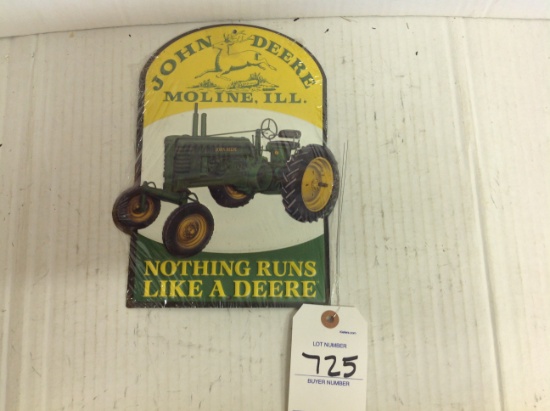 JOHN DEERE
MOLINE, ILL.
NOTHING RUNS
LIKE A DEERE
LOT NUMBER
725
BUYER NUMBER